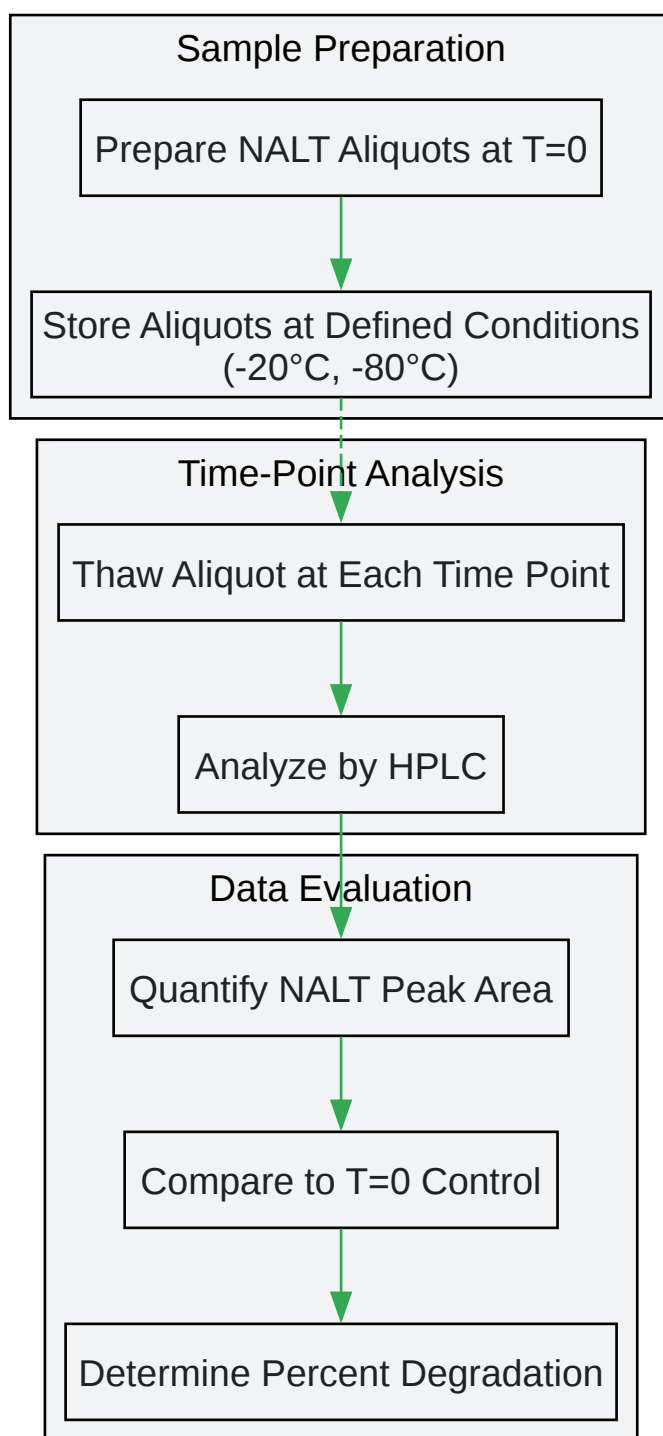 Sample Preparation
Prepare NALT Aliquots at T=0
Store Aliquots at Defined Conditions
(-20°C, -80°C)
Time-Point Analysis
Thaw Aliquot at Each Time Point
Analyze by HPLC
Data Evaluation
Quantify NALT Peak Area
Compare to T=0 Control
Determine Percent Degradation